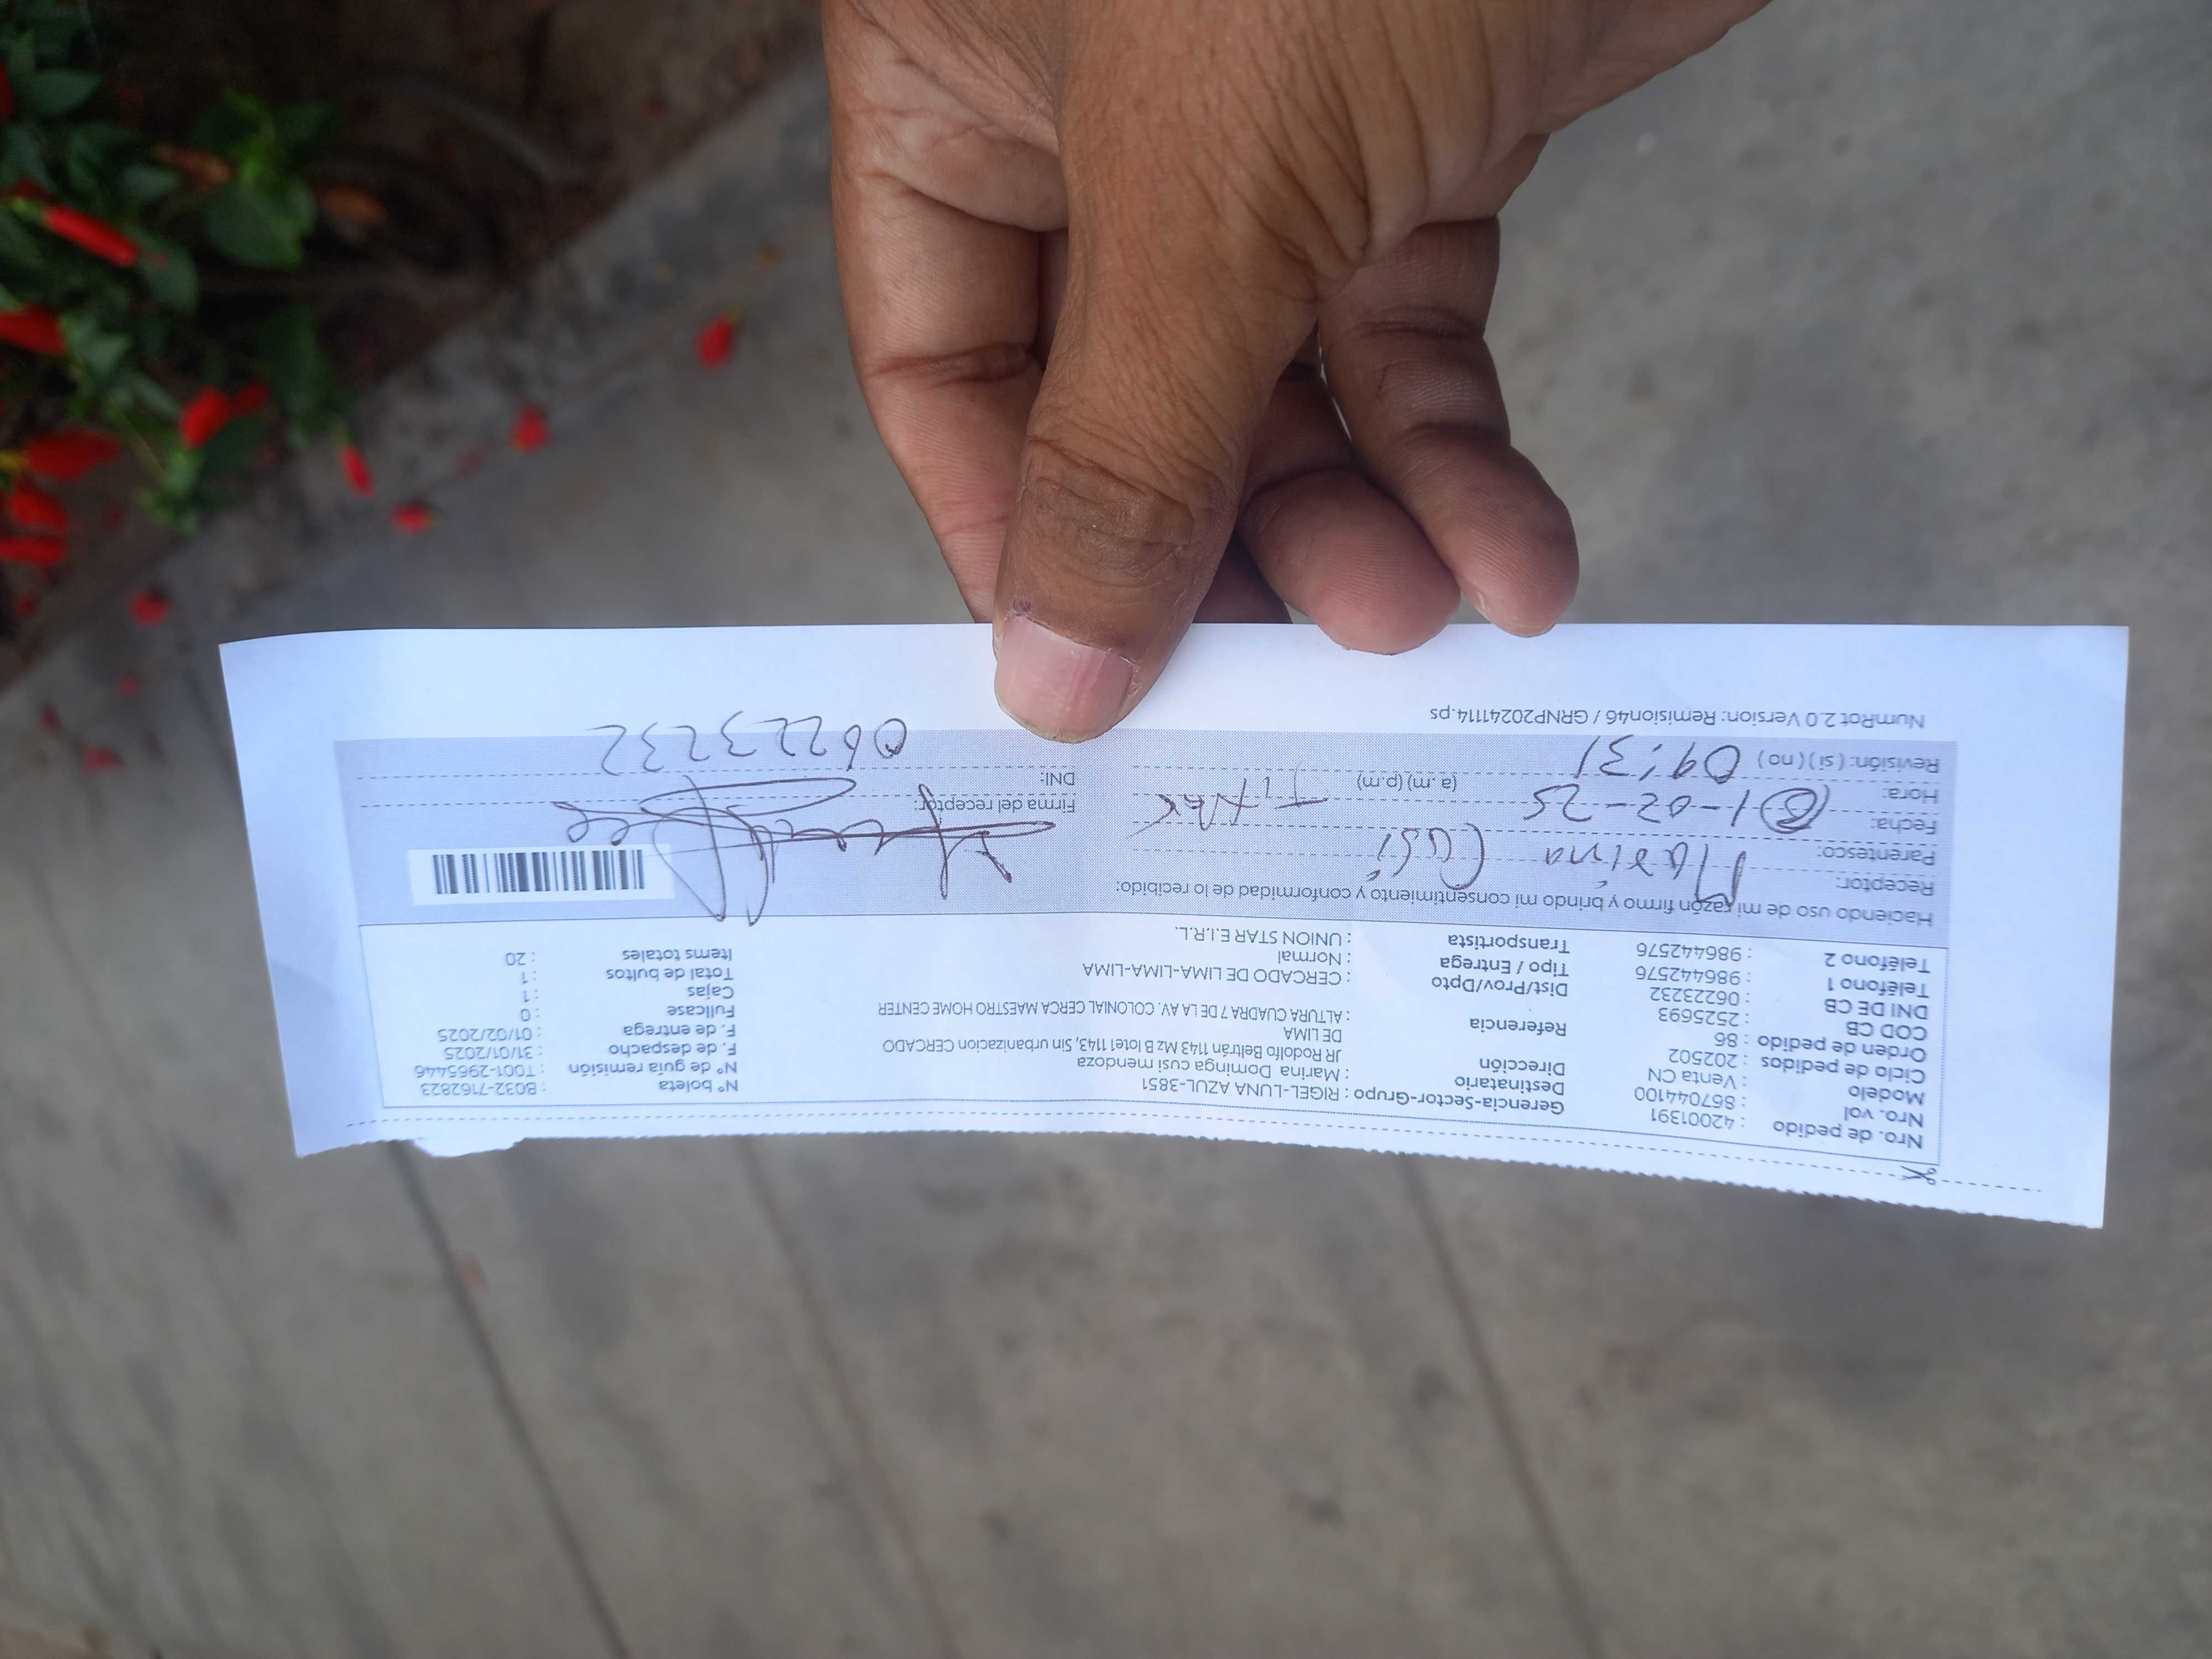 Nro. de pedido : 42001391
Nro. vol : 867044100
Modelo : Venta CN
Ciclo de pedidos : 202502
Orden de pedido : 86
COD CB : 2525693
DNI DE CB : 06223232
Teléfono 1 : 986442576
Teléfono 2 : 986442576
Gerencia-Sector-Grupo : RIGEL-LUNA AZUL-3851
Destinatario : Marina Dominga cusi mendoza
Dirección JR Rodolfo Beltrán 1143 Mz B lote1 1143, Sin urbanizacion CERCADO
DE LIMA
Referencia : ALTURA CUADRA 7 DE LA AV. COLONIAL CERCA MAESTRO HOME CENTER
Dist/Prov/Dpto : CERCADO DE LIMA-LIMA-LIMA
Tipo / Entrega : Normal
Transportista : UNION STAR E.I.R.L.
N° boleta : B032-7162823
N° de guía remisión : T001-2965446
F. de despacho : 31/01/2025
F. de entrega : 01/02/2025
Fullcase : 0
Cajas : 1
Total de bultos : 1
Items totales : 20
Haciendo uso de mi razón firmo y brindo mi consentimiento y conformidad de lo recibido:
Receptor: Marina Cusi
Parentesco:
Fecha: 1-02-25
Hora: 09:31 (a.m) (p.m)
Revisión: ( si ) ( no )
Firma del receptor:
DNI: 06223232
NumRot 2.0 Version: Remision46 / GRNP20241114.ps